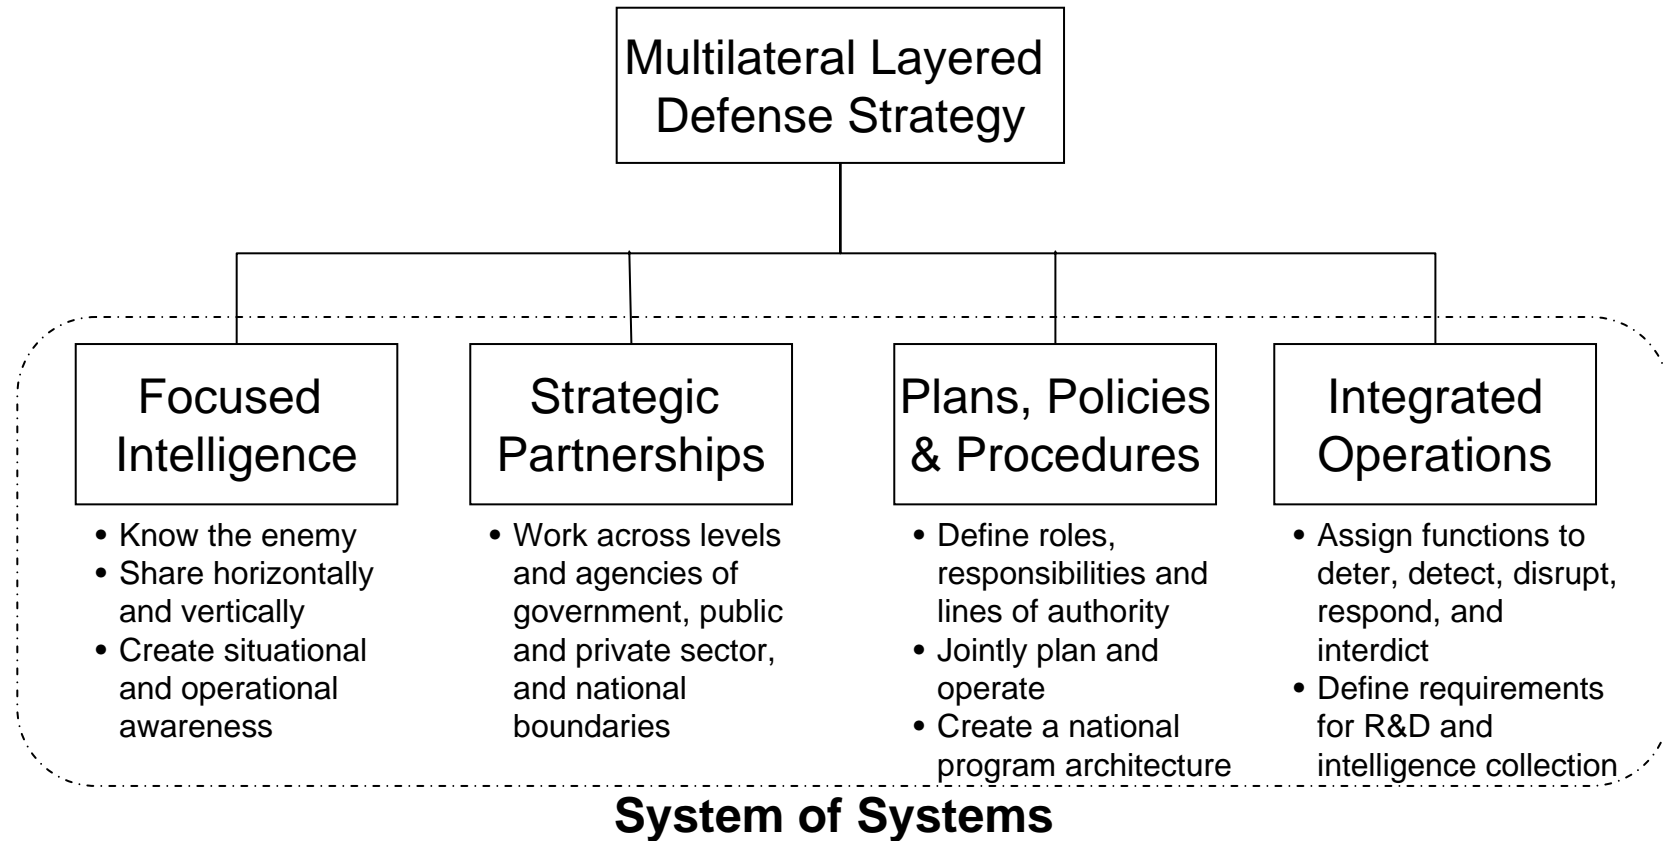 Multilateral Layered
Defense Strategy
Focused
Intelligence
• Know the enemy
• Share horizontally
and vertically
• Create situational
and operational
awareness
Strategic
Partnerships
• Work across levels
and agencies of
government, public
and private sector,
and national
boundaries
Plans, Policies
& Procedures
• Define roles,
responsibilities and
lines of authority
• Jointly plan and
operate
• Create a national
program architecture
Integrated
Operations
• Assign functions to
deter, detect, disrupt,
respond, and
interdict
• Define requirements
for R&D and
intelligence collection
System of Systems